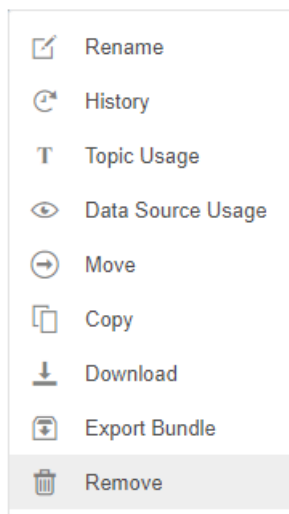 Rename
History
Topic Usage
Data Source Usage
Move
Copy
Download
Export Bundle
Remove